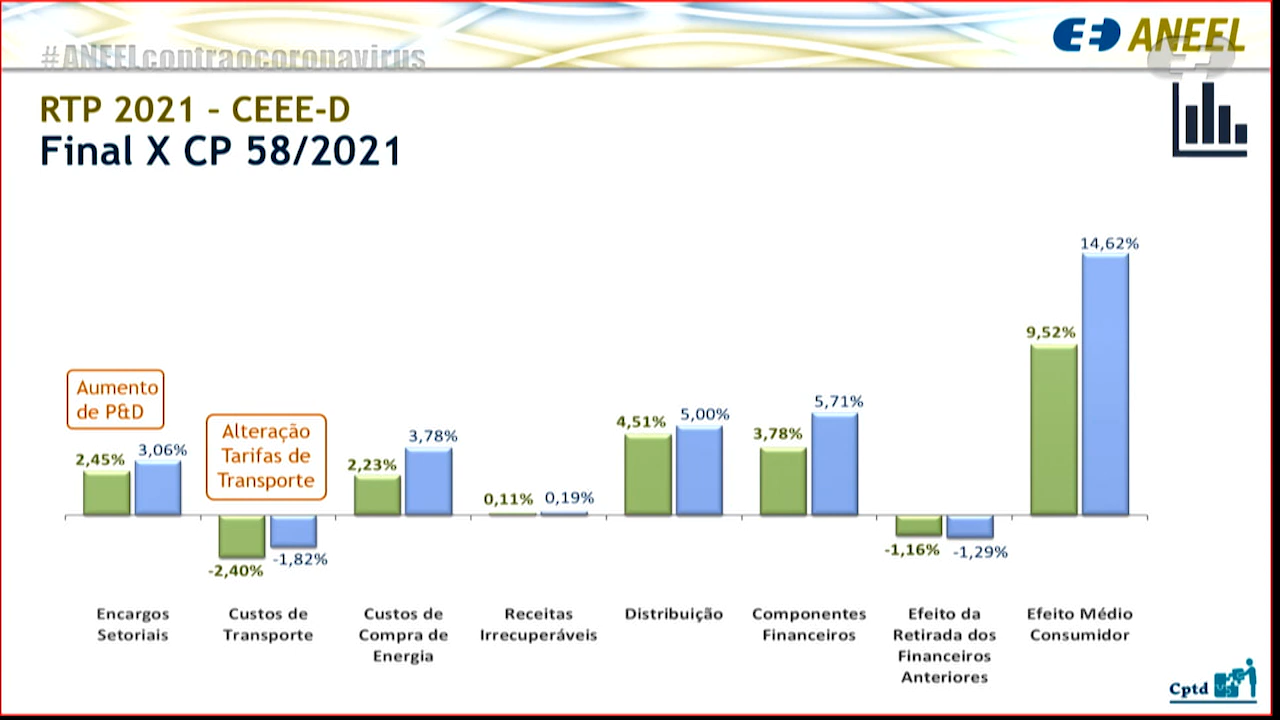 #ANEELcontraocoronavirus
ANEEL
RTP 2021 – CEEE-D
Final X CP 58/2021
14,62%
9,52%
Aumento
de P&D
Alteração
Tarifas de
Transporte
2,45%
3,06%
-2,40%
-1,82%
2,23%
3,78%
0,11%
0,19%
4,51%
5,00%
3,78%
5,71%
-1,16%
-1,29%
Encargos
Setoriais
Custos de
Transporte
Custos de
Compra de
Energia
Receitas
Irrecuperáveis
Distribuição
Componentes
Financeiros
Efeito da
Retirada dos
Financeiros
Anteriores
Efeito Médio
Consumidor
Cptd